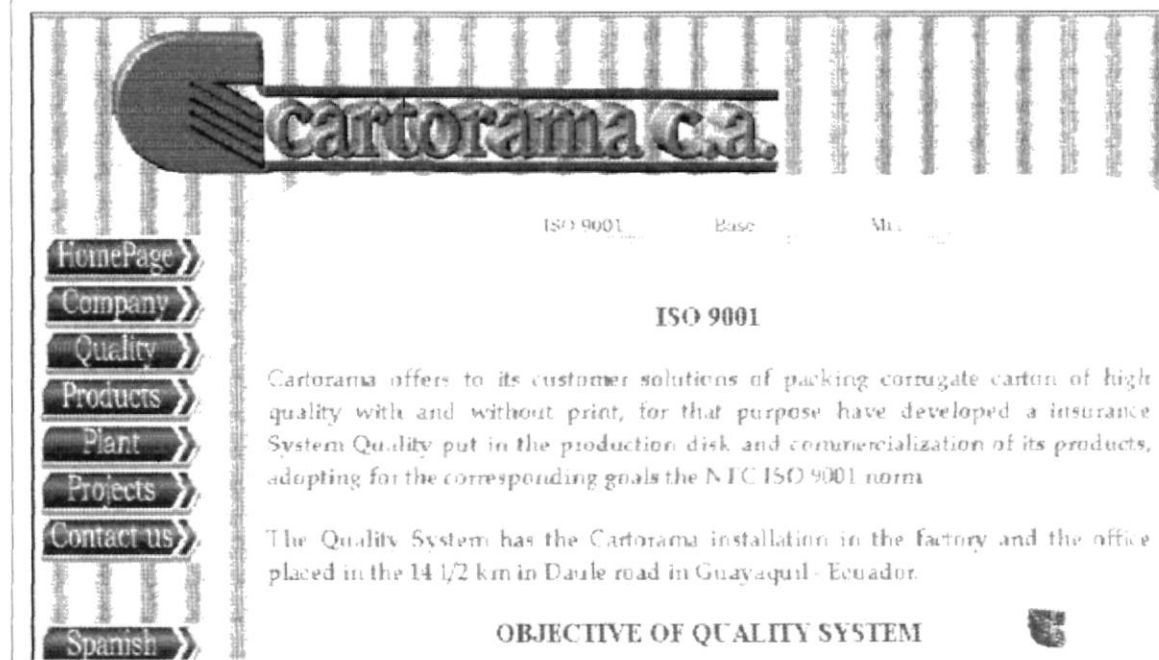 cartorama c.a.
ISO 9001 Base
HomePage
Company
Quality
Products
Plant
Projects
Contact us
Spanish
ISO 9001
Cartorama offers to its customer solutions of packing corrugate carton of high
quality with and without print, for that purpose have developed a insurance
System Quality put in the production disk and commercialization of its products,
adopting for the corresponding goals the NTC ISO 9001 norm
The Quality System has the Cartorama installation in the factory and the office
placed in the 14 1/2 km in Daule road in Guayaquil - Ecuador.
OBJECTIVE OF QUALITY SYSTEM